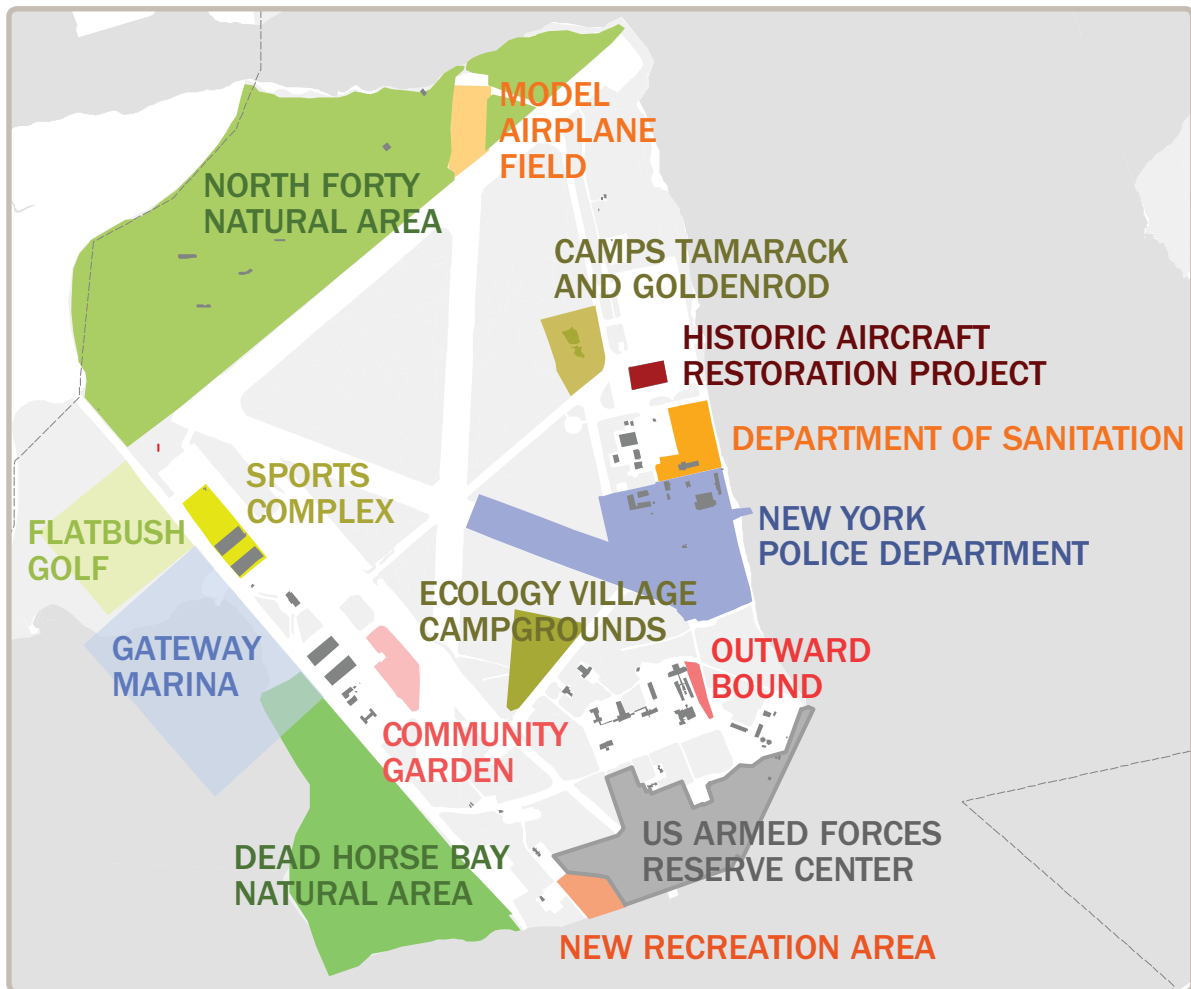 MODEL
AIRPLANE
FIELD
NORTH FORTY
NATURAL AREA
CAMPS TAMARACK
AND GOLDENROD
HISTORIC AIRCRAFT
RESTORATION PROJECT
DEPARTMENT OF SANITATION
SPORTS
COMPLEX
FLATBUSH
GOLF
NEW YORK
POLICE DEPARTMENT
ECOLOGY VILLAGE
CAMPGROUNDS
GATEWAY
MARINA
OUTWARD
BOUND
COMMUNITY
GARDEN
US ARMED FORCES
RESERVE CENTER
DEAD HORSE BAY
NATURAL AREA
NEW RECREATION AREA